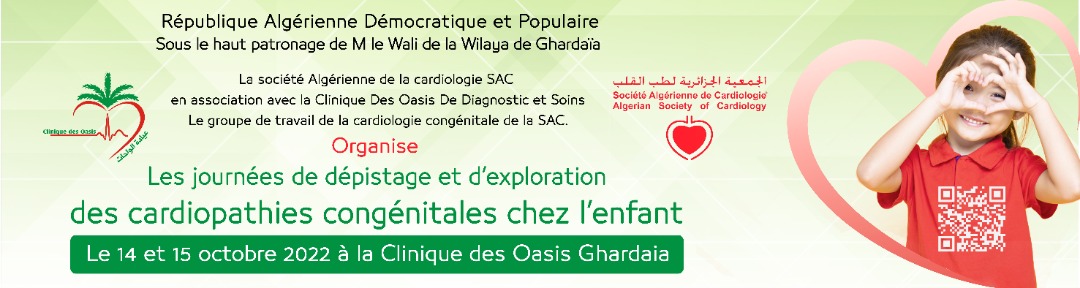 République Algérienne Démocratique et Populaire
Sous le haut patronage de M le Wali de la Wilaya de Ghardaïa
La société Algérienne de la cardiologie SAC
en association avec la Clinique Des Oasis De Diagnostic et Soins
Le groupe de travail de la cardiologie congénitale de la SAC.
Clinique des Oasis
عيادة الواحات
الجمعية الجزائرية لطب القلب
Société Algérienne de Cardiologie
Algerian Society of Cardiology
Organise
Les journées de dépistage et d'exploration
des cardiopathies congénitales chez l'enfant
Le 14 et 15 octobre 2022 à la Clinique des Oasis Ghardaia